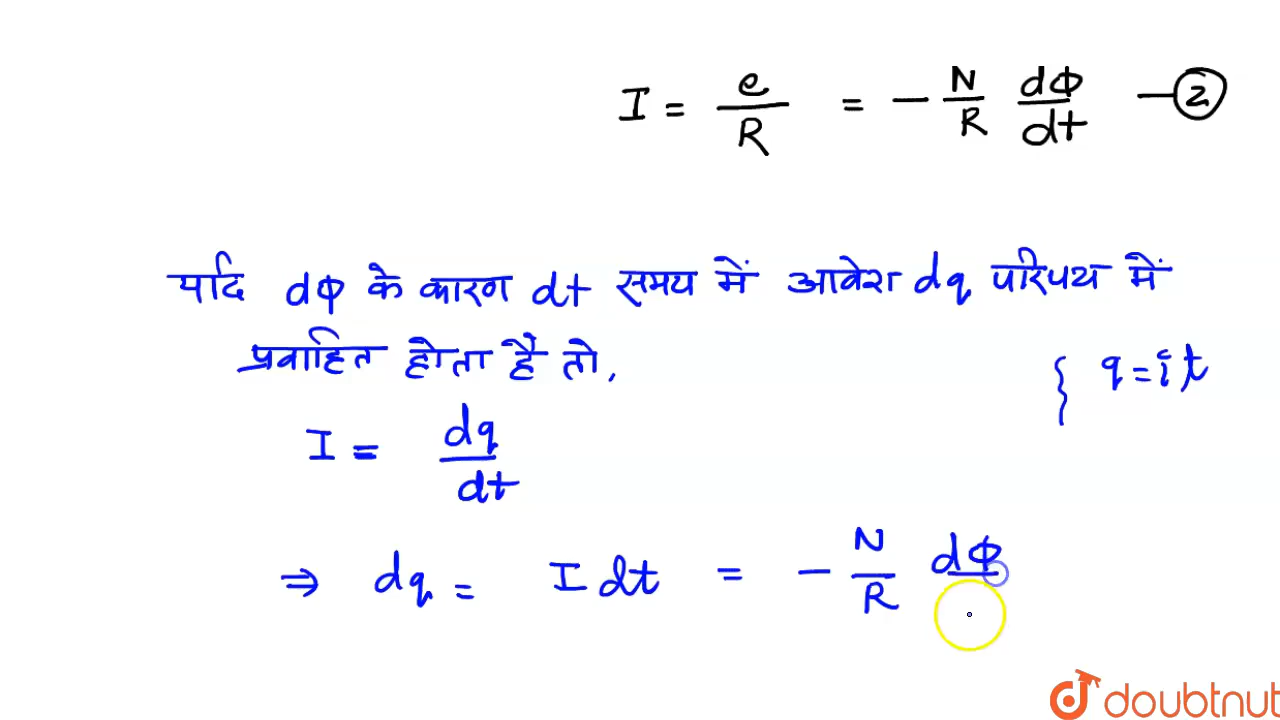 I = e/R = - N/R dΦ/dt —②
यदि dφ के कारण dt समय में आवेश dq परिपथ में
प्रवाहित होता है तो,
{ q = it
I = dq/dt
⇒ dq = I dt = - N/R dΦ
doubtnut